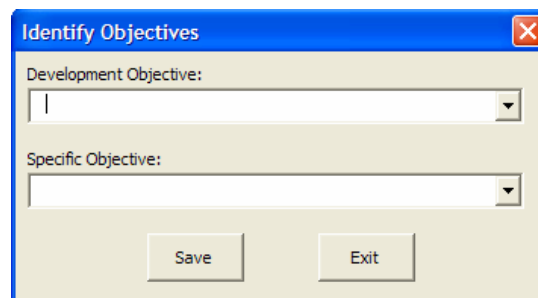 Identify Objectives
Development Objective:
Specific Objective:
Save Exit